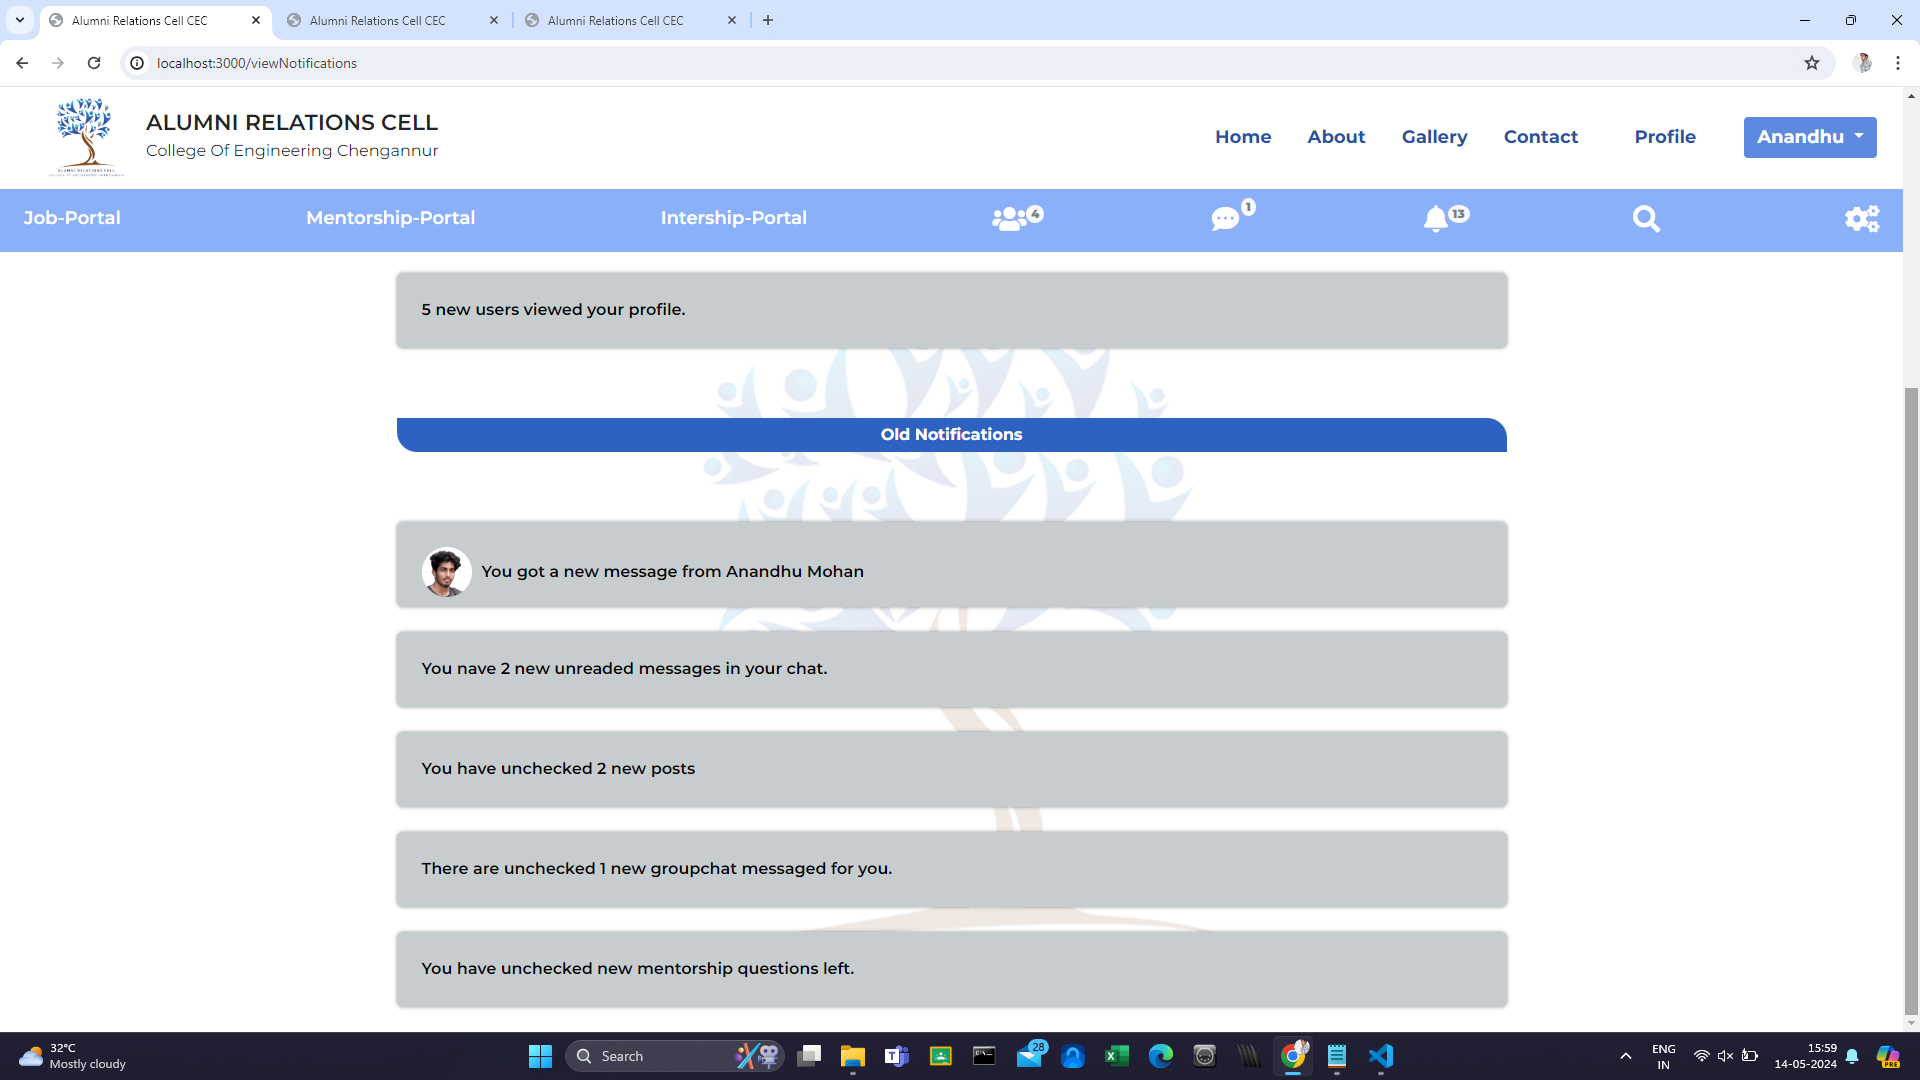 Alumni Relations Cell CEC
Alumni Relations Cell CEC
Alumni Relations Cell CEC
localhost:3000/viewNotifications
ALUMNI RELATIONS CELL
College Of Engineering Chengannur
Home
About
Gallery
Contact
Profile
Anandhu
Job-Portal
Mentorship-Portal
Intership-Portal
4
1
13
5 new users viewed your profile.
Old Notifications
You got a new message from Anandhu Mohan
You nave 2 new unreaded messages in your chat.
You have unchecked 2 new posts
There are unchecked 1 new groupchat messaged for you.
You have unchecked new mentorship questions left.
32°C
Mostly cloudy
Search
28
ENG
IN
15:59
14-05-2024
PRE